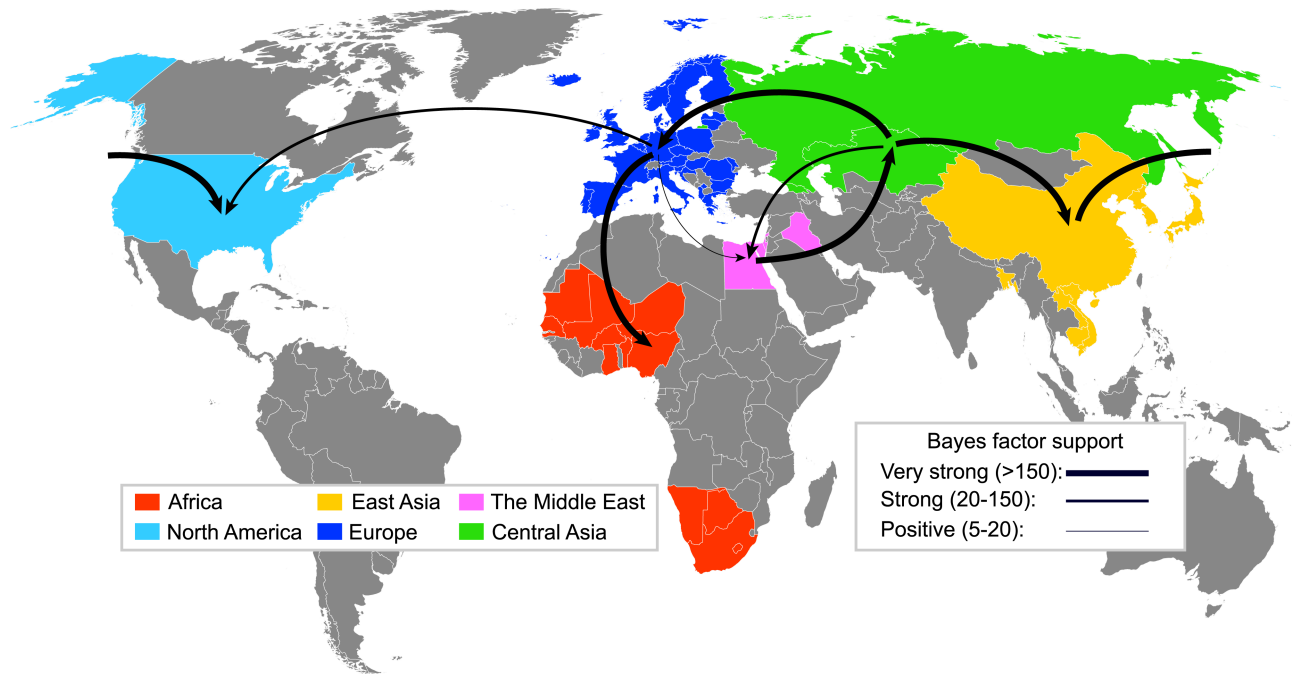 Bayes factor support
Very strong (>150):
Strong (20-150):
Positive (5-20):
Africa East Asia The Middle East
North America Europe Central Asia